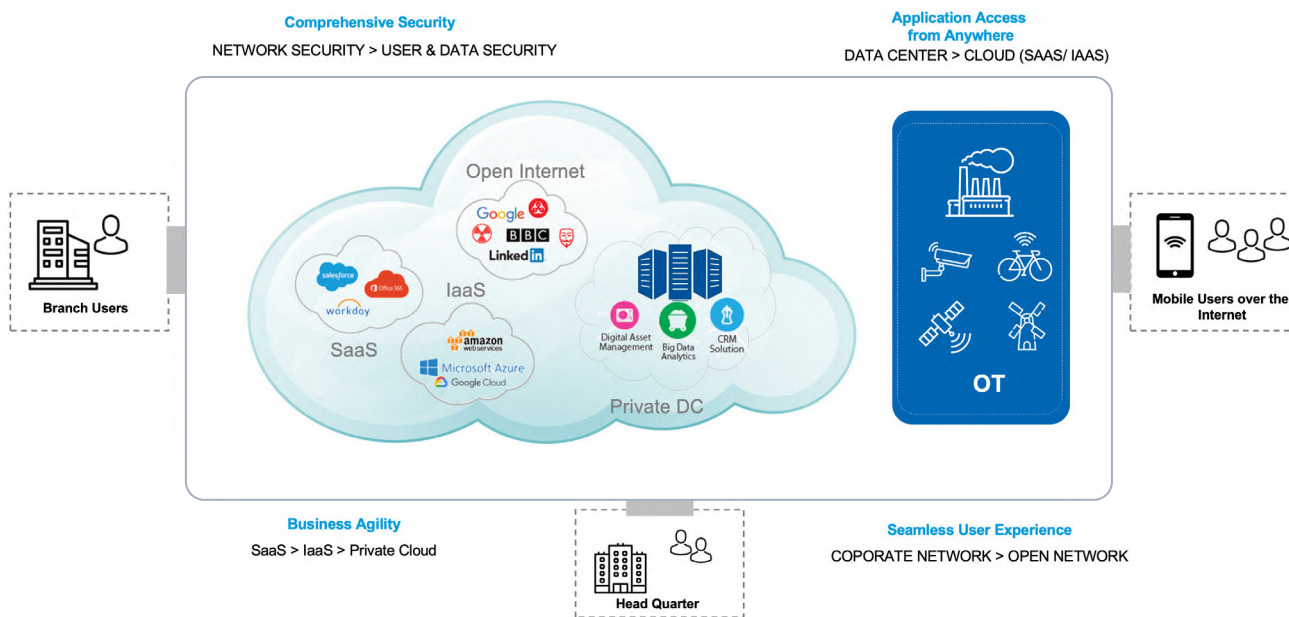 Comprehensive Security
NETWORK SECURITY > USER & DATA SECURITY
Application Access
from Anywhere
DATA CENTER > CLOUD (SAAS/ IAAS)
Open Internet
Google
BBC
Linked in
salesforce
Office 365
workday
SaaS
IaaS
amazon
web services
Microsoft Azure
Google Cloud
Digital Asset
Management
Big Data
Analytics
CRM
Solution
Private DC
OT
Branch Users
Mobile Users over the
Internet
Business Agility
SaaS > IaaS > Private Cloud
Head Quarter
Seamless User Experience
COPORATE NETWORK > OPEN NETWORK